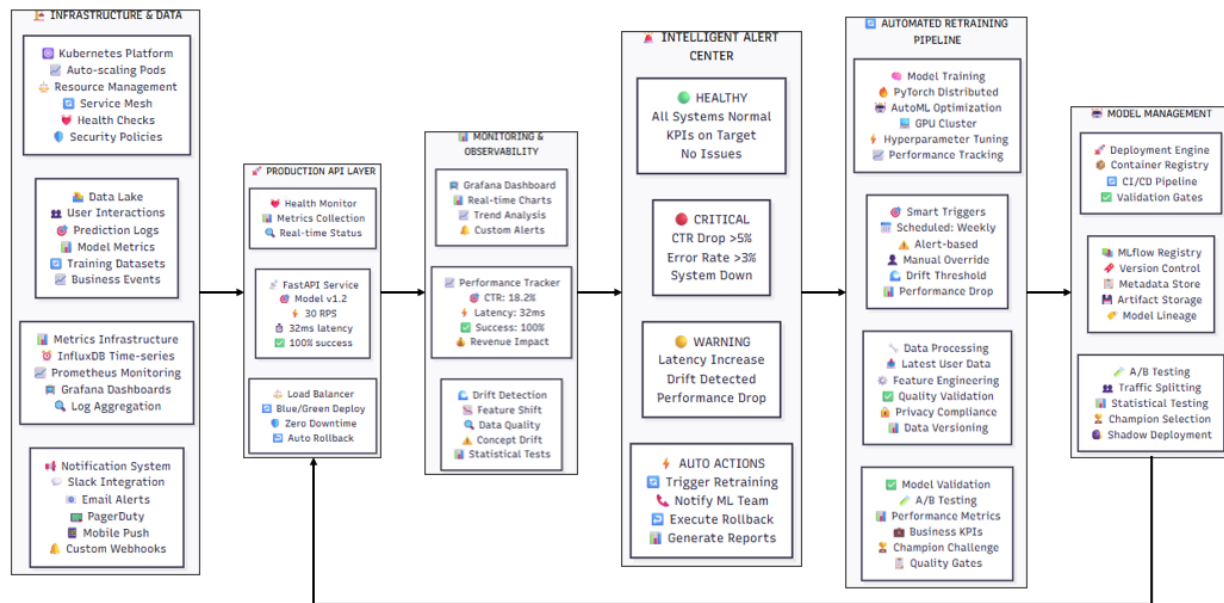 INFRASTRUCTURE & DATA
Kubernetes Platform
Auto-scaling Pods
Resource Management
Service Mesh
Health Checks
Security Policies
Data Lake
User Interactions
Prediction Logs
Model Metrics
Training Datasets
Business Events
Metrics Infrastructure
InfluxDB Time-series
Prometheus Monitoring
Grafana Dashboards
Log Aggregation
Notification System
Slack Integration
Email Alerts
PagerDuty
Mobile Push
Custom Webhooks
PRODUCTION API LAYER
Health Monitor
Metrics Collection
Real-time Status
FastAPI Service
Model v1.2
30 RPS
32ms latency
100% success
Load Balancer
Blue/Green Deploy
Zero Downtime
Auto Rollback
MONITORING &
OBSERVABILITY
Grafana Dashboard
Real-time Charts
Trend Analysis
Custom Alerts
Performance Tracker
CTR: 18.2%
Latency: 32ms
Success: 100%
Revenue Impact
Drift Detection
Feature Shift
Data Quality
Concept Drift
Statistical Tests
INTELLIGENT ALERT
CENTER
HEALTHY
All Systems Normal
KPIs on Target
No Issues
CRITICAL
CTR Drop >5%
Error Rate >3%
System Down
WARNING
Latency Increase
Drift Detected
Performance Drop
AUTO ACTIONS
Trigger Retraining
Notify ML Team
Execute Rollback
Generate Reports
AUTOMATED RETRAINING
PIPELINE
Model Training
PyTorch Distributed
AutoML Optimization
GPU Cluster
Hyperparameter Tuning
Performance Tracking
Smart Triggers
Scheduled: Weekly
Alert-based
Manual Override
Drift Threshold
Performance Drop
Data Processing
Latest User Data
Feature Engineering
Quality Validation
Privacy Compliance
Data Versioning
Model Validation
A/B Testing
Performance Metrics
Business KPIs
Champion Challenge
Quality Gates
MODEL MANAGEMENT
Deployment Engine
Container Registry
CI/CD Pipeline
Validation Gates
MLflow Registry
Version Control
Metadata Store
Artifact Storage
Model Lineage
A/B Testing
Traffic Splitting
Statistical Testing
Champion Selection
Shadow Deployment